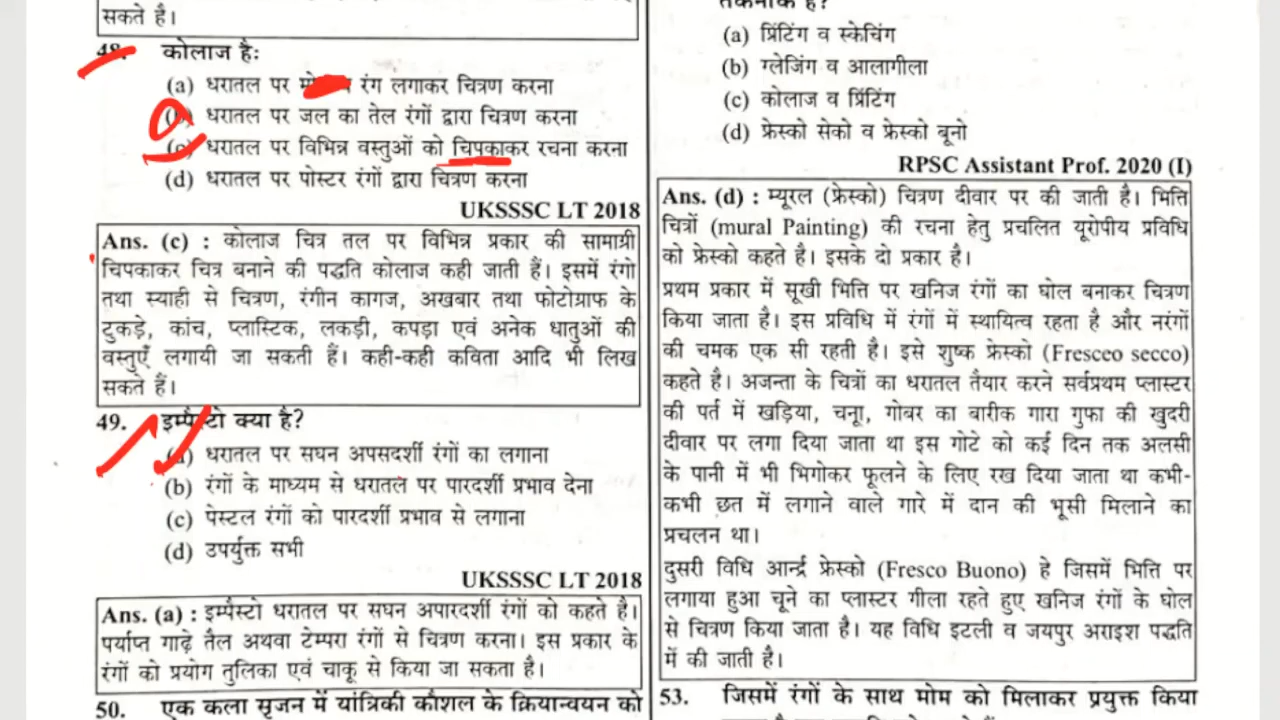 सकते है।
48. कोलाज है:
(a) धरातल पर रंग लगाकर चित्रण करना
(b) धरातल पर जल का तेल रंगों द्वारा चित्रण करना
(c) धरातल पर विभिन्न वस्तुओं को चिपकाकर रचना करना
(d) धरातल पर पोस्टर रंगों द्वारा चित्रण करना
UKSSSC LT 2018
Ans. (c) : कोलाज चित्र तल पर विभिन्न प्रकार की सामाग्री
चिपकाकर चित्र बनाने की पद्धति कोलाज कही जाती हैं। इसमें रंगो
तथा स्याही से चित्रण, रंगीन कागज, अखबार तथा फोटोग्राफ के
टुकड़े, कांच, प्लास्टिक, लकड़ी, कपड़ा एवं अनेक धातुओं की
वस्तुएँ लगायी जा सकती हैं। कही-कही कविता आदि भी लिख
सकते हैं।
49. इम्पैस्टो क्या है?
(a) धरातल पर सघन अपसदर्शी रंगों का लगाना
(b) रंगों के माध्यम से धरातल पर पारदर्शी प्रभाव देना
(c) पेस्टल रंगों को पारदर्शी प्रभाव से लगाना
(d) उपर्युक्त सभी
UKSSSC LT 2018
Ans. (a) : इम्पैस्टो धरातल पर सघन अपारदर्शी रंगों को कहते है।
पर्याप्त गाढ़े तैल अथवा टेम्परा रंगों से चित्रण करना। इस प्रकार के
रंगों को प्रयोग तुलिका एवं चाकू से किया जा सकता है।
50. एक कला सृजन में यांत्रिकी कौशल के क्रियान्वयन को
(a) प्रिंटिंग व स्केचिंग
(b) ग्लेजिंग व आलागीला
(c) कोलाज व प्रिंटिंग
(d) फ्रेस्को सेको व फ्रेस्को बूनो
RPSC Assistant Prof. 2020 (I)
Ans. (d) : म्यूरल (फ्रेस्को) चित्रण दीवार पर की जाती है। भित्ति
चित्रों (mural Painting) की रचना हेतु प्रचलित यूरोपीय प्रविधि
को फ्रेस्को कहते है। इसके दो प्रकार है।
प्रथम प्रकार में सूखी भित्ति पर खनिज रंगों का घोल बनाकर चित्रण
किया जाता है। इस प्रविधि में रंगों में स्थायित्व रहता है और नरंगों
की चमक एक सी रहती है। इसे शुष्क फ्रेस्को (Fresceo secco)
कहते है। अजन्ता के चित्रों का धरातल तैयार करने सर्वप्रथम प्लास्टर
की पर्त में खड़िया, चनूा, गोबर का बारीक गारा गुफा की खुदरी
दीवार पर लगा दिया जाता था इस गोटे को कई दिन तक अलसी
के पानी में भी भिगोकर फूलने के लिए रख दिया जाता था कभी-
कभी छत में लगाने वाले गारे में दान की भूसी मिलाने का
प्रचलन था।
दुसरी विधि आर्न्द्र फ्रेस्को (Fresco Buono) हे जिसमें भित्ति पर
लगाया हुआ चूने का प्लास्टर गीला रहते हुए खनिज रंगों के घोल
से चित्रण किया जाता है। यह विधि इटली व जयपुर अराइश पद्धति
में की जाती है।
53. जिसमें रंगों के साथ मोम को मिलाकर प्रयुक्त किया